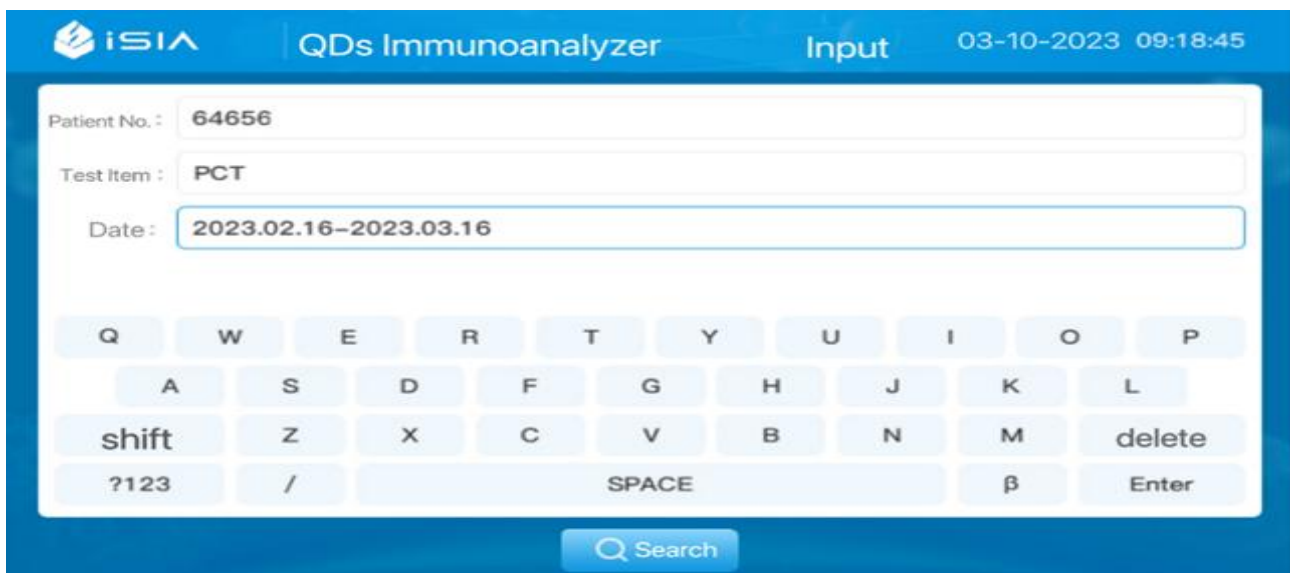 iSIA QDs Immunoanalyzer Input 03-10-2023 09:18:45
Patient No.: 64656
Test Item: PCT
Date: 2023.02.16-2023.03.16
Q W E R T Y U I O P
A S D F G H J K L
shift Z X C V B N M delete
?123 / SPACE β Enter
Search